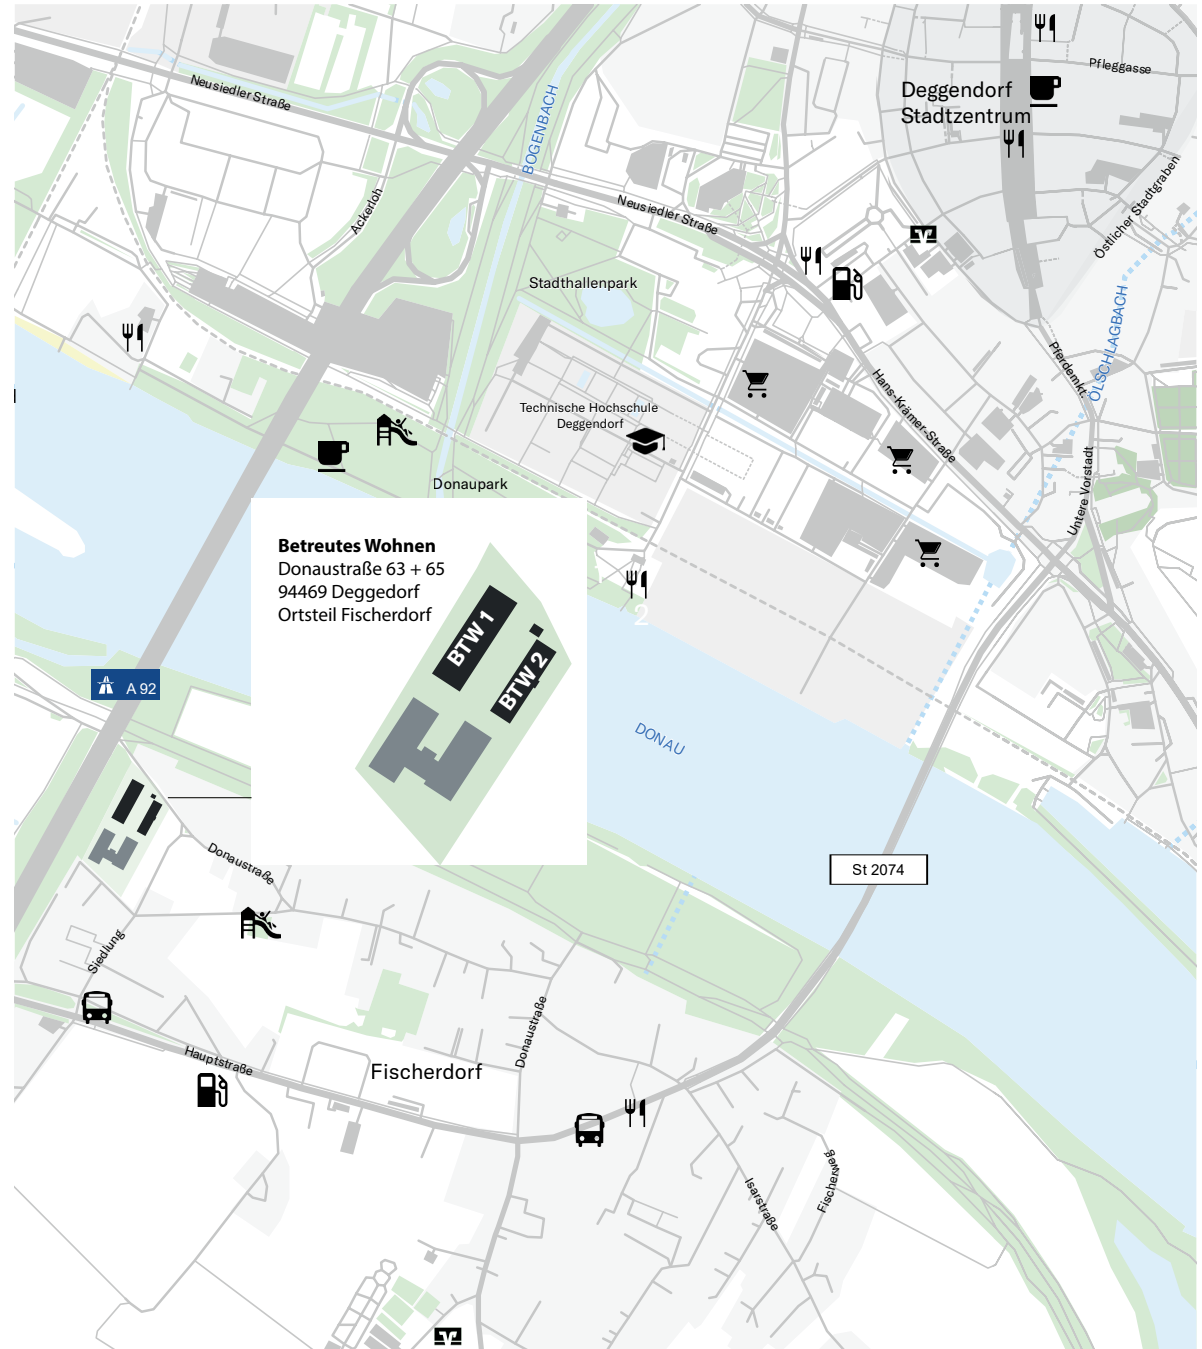 Pfleggasse
Deggendorf
Stadtzentrum
Neusiedler Straße
BOGENBACH
Ackerloh
Neusiedler Straße
Östlicher Stadtgraben
Stadthallenpark
ÖLSCHLAGBACH
Pferdemkt.
Hans-Krämer-Straße
Technische Hochschule
Deggendorf
Untere Vorstadt
Donaupark
Betreutes Wohnen
Donaustraße 63 + 65
94469 Deggedorf
Ortsteil Fischerdorf
BTW 1
BTW 2
2
A 92
DONAU
Donaustraße
St 2074
Siedlung
Donaustraße
Hauptstraße
Fischerdorf
Isarstraße
Fischerweg